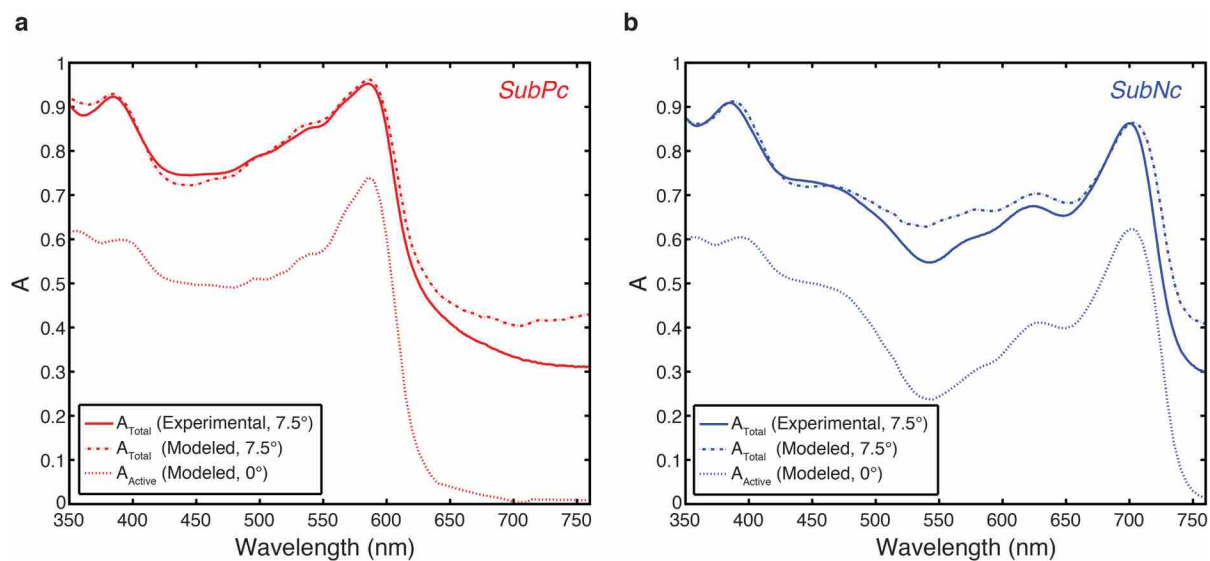 a
SubPc
1
0.9
0.8
0.7
0.6
0.5
0.4
0.3
0.2
0.1
0
A
350 400 450 500 550 600 650 700 750
Wavelength (nm)
A_Total (Experimental, 7.5°)
A_Total (Modeled, 7.5°)
A_Active (Modeled, 0°)
b
SubNc
1
0.9
0.8
0.7
0.6
0.5
0.4
0.3
0.2
0.1
0
A
350 400 450 500 550 600 650 700 750
Wavelength (nm)
A_Total (Experimental, 7.5°)
A_Total (Modeled, 7.5°)
A_Active (Modeled, 0°)